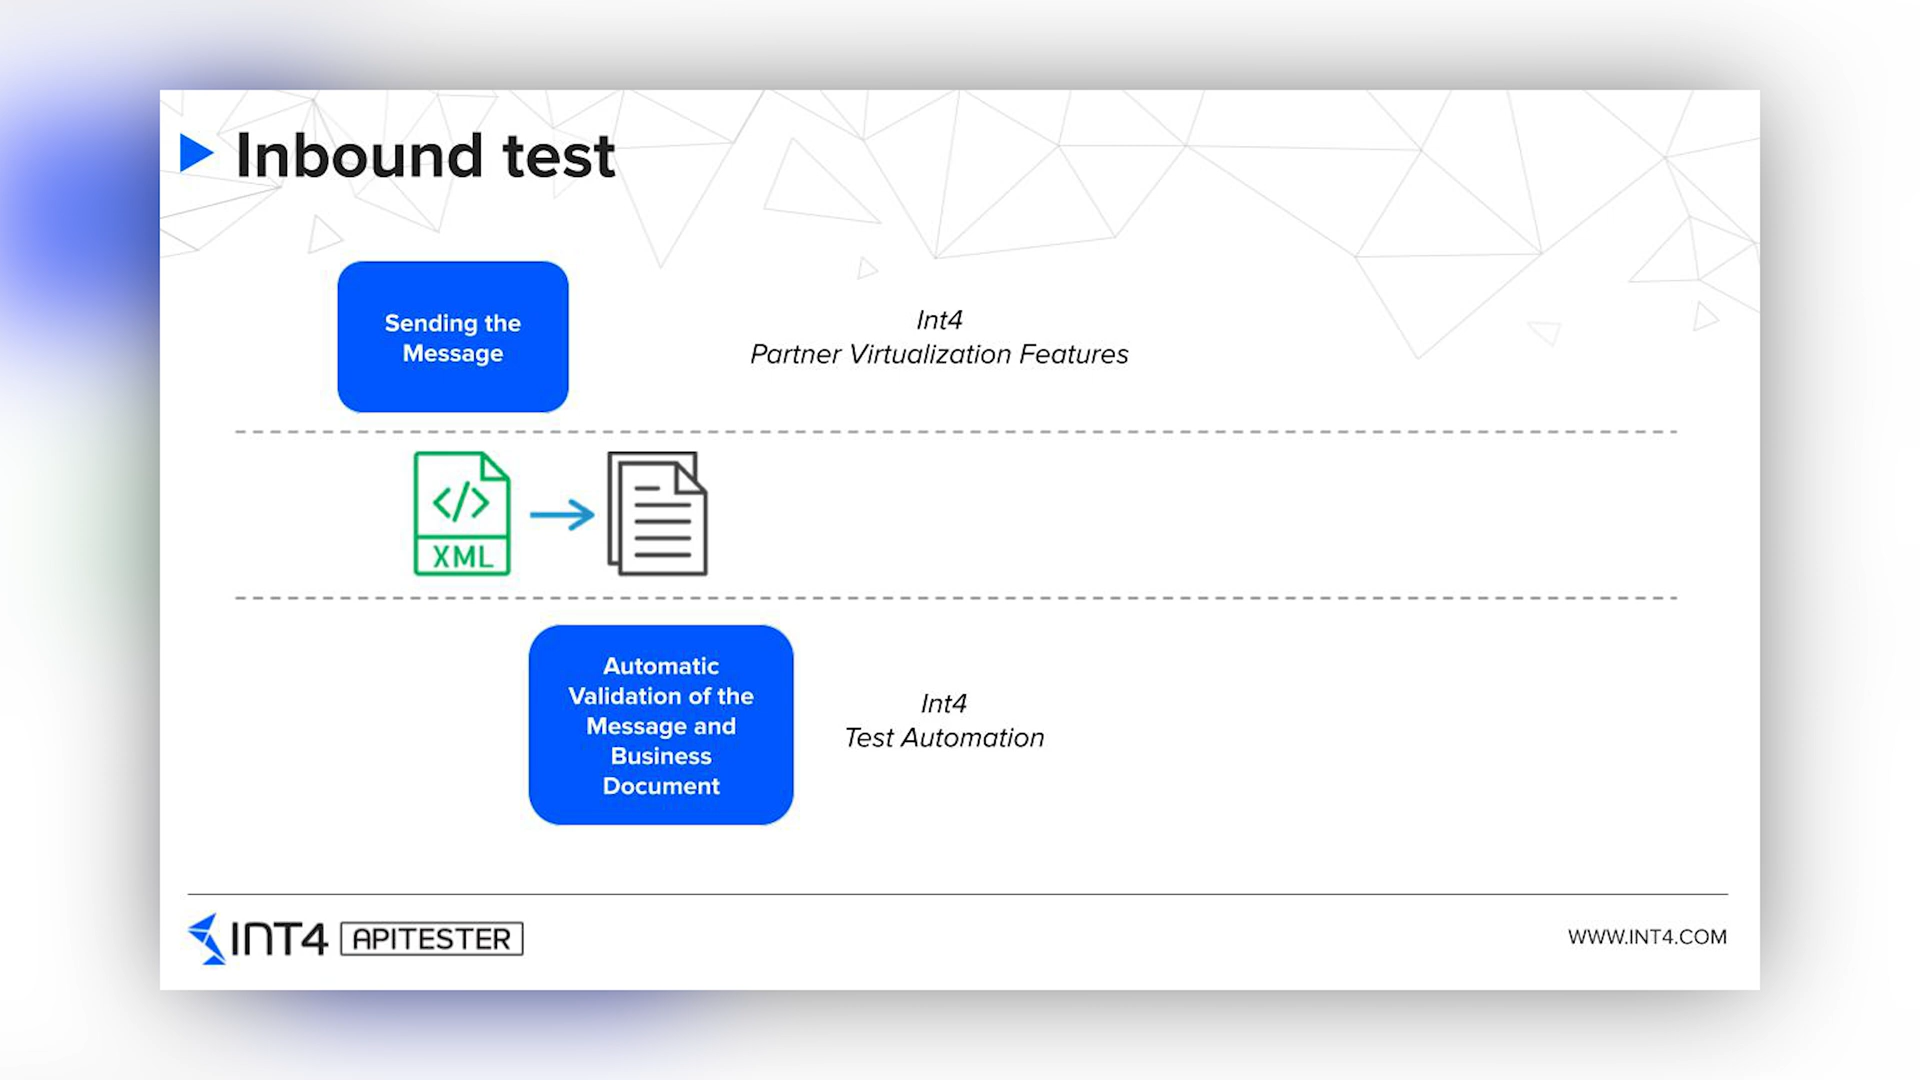 Inbound test
Sending the
Message
Int4
Partner Virtualization Features
</>
XML
Automatic
Validation of the
Message and
Business
Document
Int4
Test Automation
INT4 APITESTER
WWW.INT4.COM